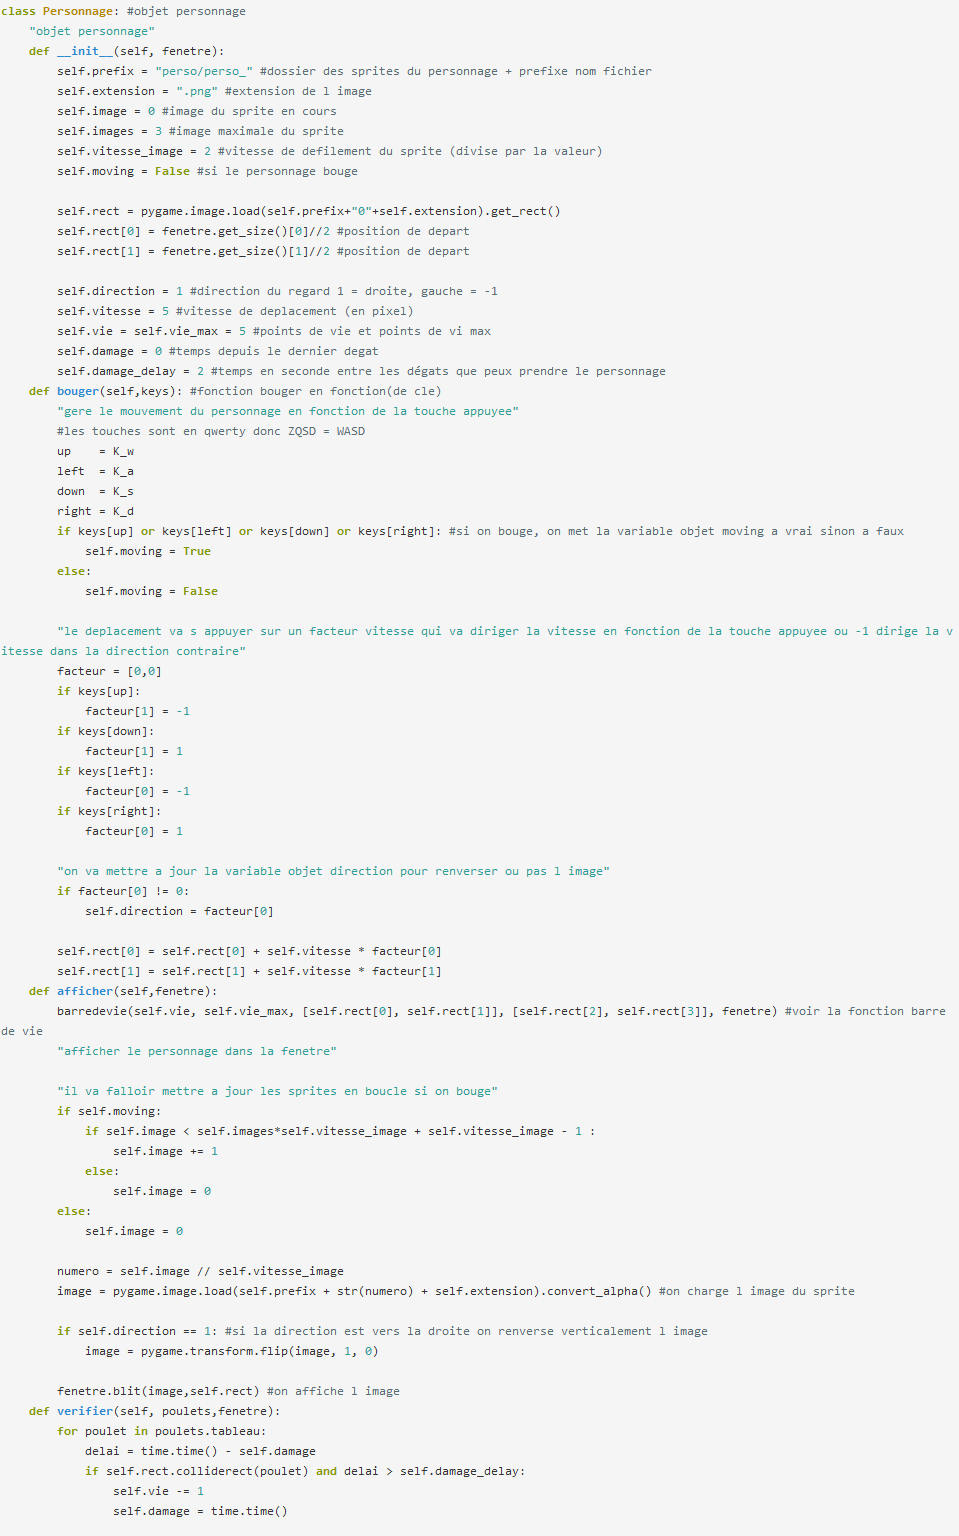 class Personnage: #objet personnage
    "objet personnage"
    def __init__(self, fenetre):
        self.prefix = "perso/perso_" #dossier des sprites du personnage + prefixe nom fichier
        self.extension = ".png" #extension de l image
        self.image = 0 #image du sprite en cours
        self.images = 3 #image maximale du sprite
        self.vitesse_image = 2 #vitesse de defilement du sprite (divise par la valeur)
        self.moving = False #si le personnage bouge

        self.rect = pygame.image.load(self.prefix+"0"+self.extension).get_rect()
        self.rect[0] = fenetre.get_size()[0]//2 #position de depart
        self.rect[1] = fenetre.get_size()[1]//2 #position de depart

        self.direction = 1 #direction du regard 1 = droite, gauche = -1
        self.vitesse = 5 #vitesse de deplacement (en pixel)
        self.vie = self.vie_max = 5 #points de vie et points de vi max
        self.damage = 0 #temps depuis le dernier degat
        self.damage_delay = 2 #temps en seconde entre les dégats que peux prendre le personnage
    def bouger(self,keys): #fonction bouger en fonction(de cle)
        "gere le mouvement du personnage en fonction de la touche appuyee"
        #les touches sont en qwerty donc ZQSD = WASD
        up    = K_w
        left  = K_a
        down  = K_s
        right = K_d
        if keys[up] or keys[left] or keys[down] or keys[right]: #si on bouge, on met la variable objet moving a vrai sinon a faux
            self.moving = True
        else:
            self.moving = False

        "le deplacement va s appuyer sur un facteur vitesse qui va diriger la vitesse en fonction de la touche appuyee ou -1 dirige la v
itesse dans la direction contraire"
        facteur = [0,0]
        if keys[up]:
            facteur[1] = -1
        if keys[down]:
            facteur[1] = 1
        if keys[left]:
            facteur[0] = -1
        if keys[right]:
            facteur[0] = 1

        "on va mettre a jour la variable objet direction pour renverser ou pas l image"
        if facteur[0] != 0:
            self.direction = facteur[0]

        self.rect[0] = self.rect[0] + self.vitesse * facteur[0]
        self.rect[1] = self.rect[1] + self.vitesse * facteur[1]
    def afficher(self,fenetre):
        barredevie(self.vie, self.vie_max, [self.rect[0], self.rect[1]], [self.rect[2], self.rect[3]], fenetre) #voir la fonction barre
de vie
        "afficher le personnage dans la fenetre"

        "il va falloir mettre a jour les sprites en boucle si on bouge"
        if self.moving:
            if self.image < self.images*self.vitesse_image + self.vitesse_image - 1 :
                self.image += 1
            else:
                self.image = 0
        else:
            self.image = 0

        numero = self.image // self.vitesse_image
        image = pygame.image.load(self.prefix + str(numero) + self.extension).convert_alpha() #on charge l image du sprite

        if self.direction == 1: #si la direction est vers la droite on renverse verticalement l image
            image = pygame.transform.flip(image, 1, 0)

        fenetre.blit(image,self.rect) #on affiche l image
    def verifier(self, poulets,fenetre):
        for poulet in poulets.tableau:
            delai = time.time() - self.damage
            if self.rect.colliderect(poulet) and delai > self.damage_delay:
                self.vie -= 1
                self.damage = time.time()